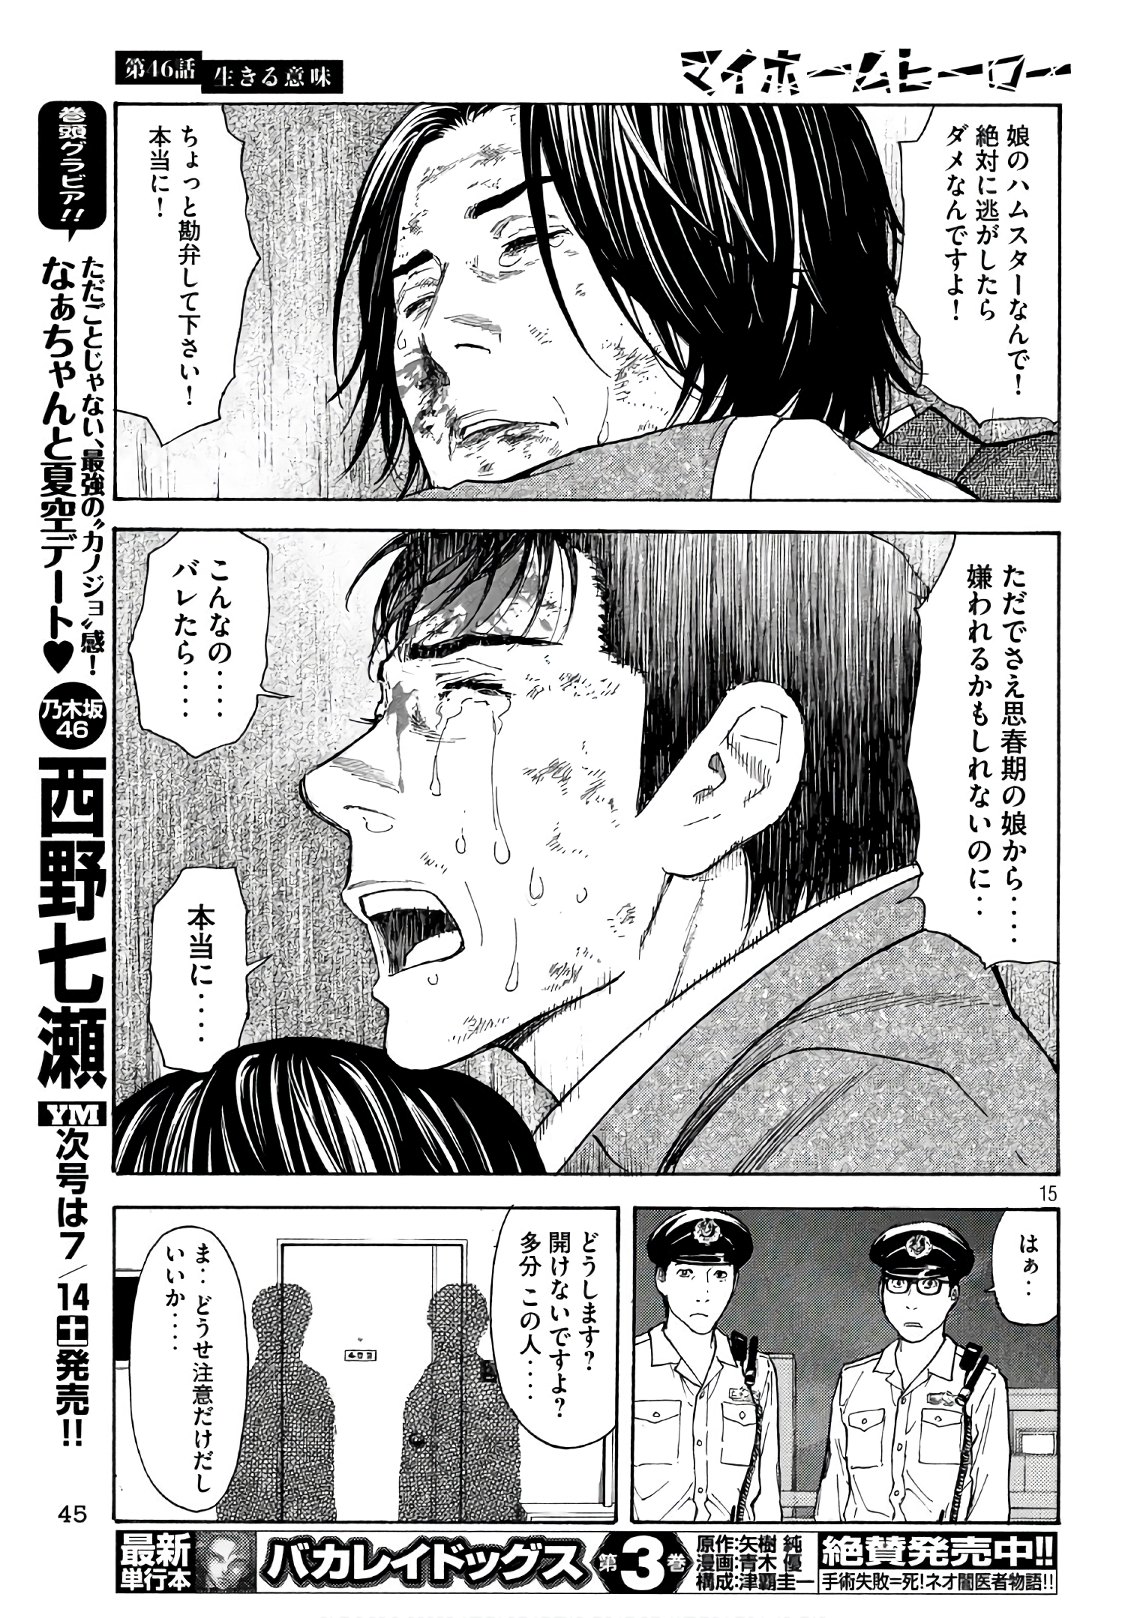 第46話
生きる意味
マイホームヒーロー
娘のハムスターなんで!
絶対に逃がしたら
ダメなんですよ!
ちょっと勘弁して下さい!
本当に!
ただでさえ思春期の娘から‥‥
嫌われるかもしれないのに‥
こんなの‥‥
バレたら‥‥
本当に‥‥
15
はぁ‥
どうします?
開けないですよ?
多分 この人‥‥
403
ま‥どうせ注意だけだし
いいか‥‥
巻頭グラビア!!
ただごとじゃない、最強の〝カノジョ〟感!
なぁちゃんと夏空デート♥
乃木坂
46
西野七瀬
YM
次号は7/14土発売!!
45
最新
単行本
バカレイドッグス
第3巻
原作:矢樹 純
漫画:青木 優
構成:津覇圭一
絶賛発売中!!
手術失敗=死!ネオ闇医者物語!!